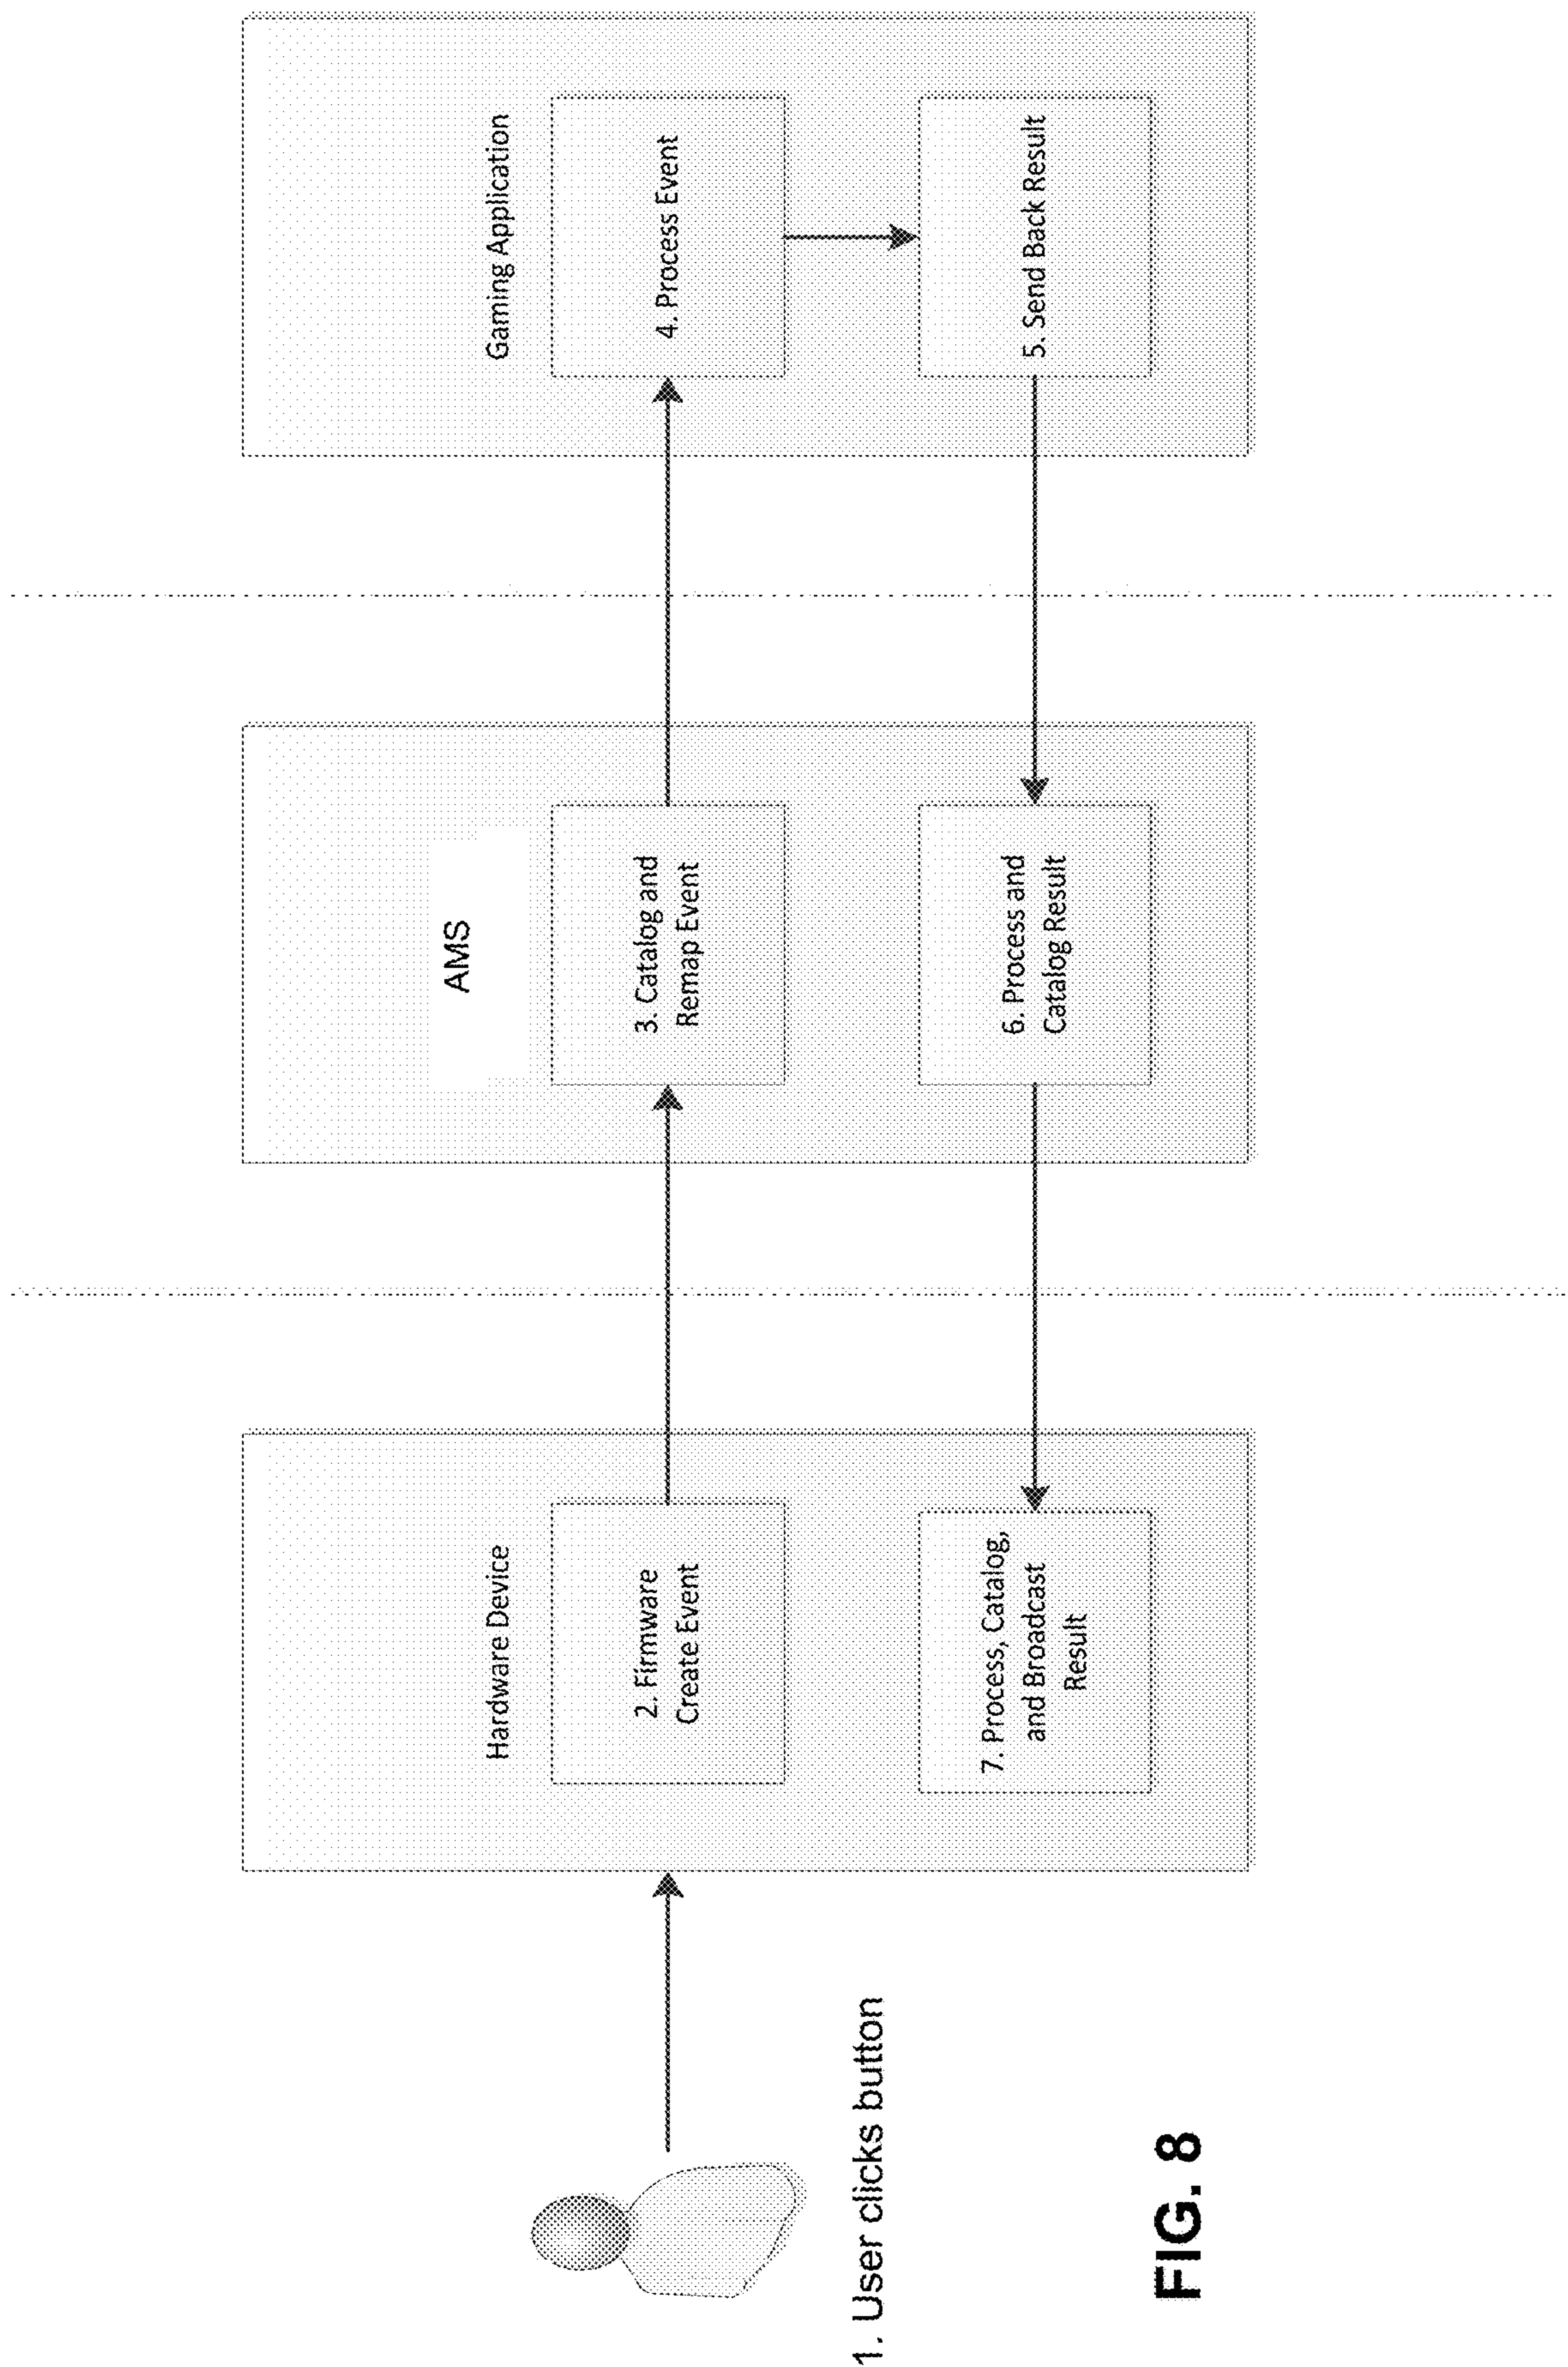 1. User clicks button
Hardware Device
2. Firmware
Create Event
AMS
3. Catalog and
Remap Event
Gaming Application
4. Process Event
5. Send Back Result
6. Process and
Catalog Result
7. Process, Catalog,
and Broadcast
Result
FIG. 8